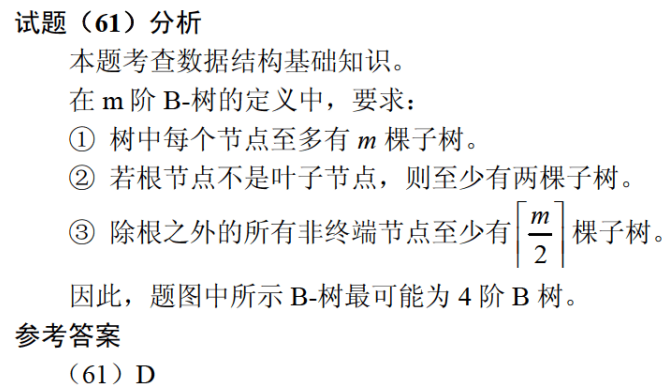 试题（61）分析
本题考查数据结构基础知识。
在 m 阶 B-树的定义中，要求：
① 树中每个节点至多有 m 棵子树。
② 若根节点不是叶子节点，则至少有两棵子树。
③ 除根之外的所有非终端节点至少有⌈m/2⌉棵子树。
因此，题图中所示 B-树最可能为 4 阶 B 树。
参考答案
（61）D